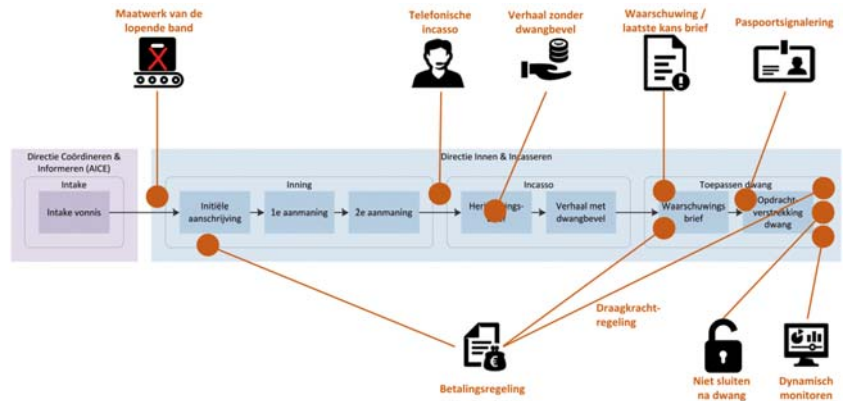 Maatwerk van de
lopende band
Telefonische
incasso
Verhaal zonder
dwangbevel
Waarschuwing /
laatste kans brief
Paspoortsignalering
Directie Coördineren &
Informeren (AICE)
Directie Innen & Incasseren
Intake
Inning
Incasso
Toepassen dwang
Intake vonnis
Initiële
aanschrijving
1e aanmaning
2e aanmaning
Verhaal met
dwangbevel
Waarschuwings
brief
Opdracht-
verstrekking
dwang
Draagkracht-
regeling
Betalingsregeling
Niet sluiten
na dwang
Dynamisch
monitoren